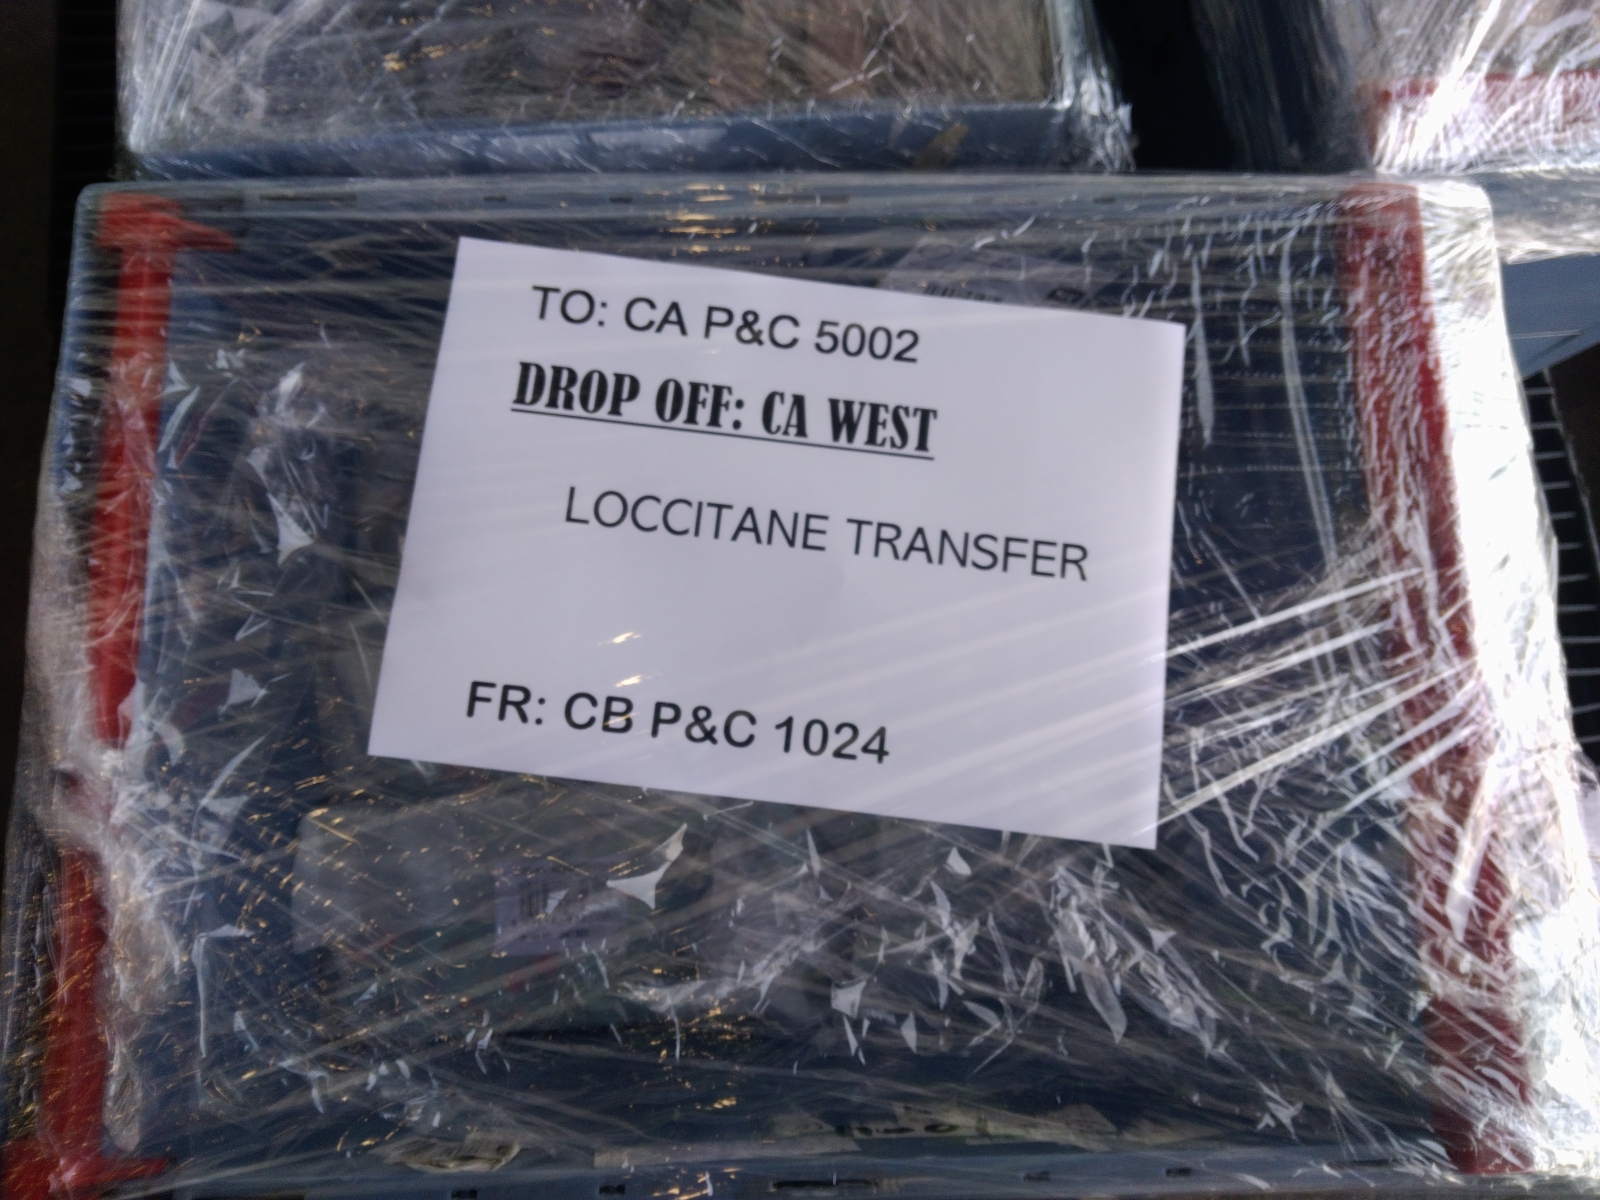 TO: CA P&C 5002
DROP OFF: CA WEST
LOCCITANE TRANSFER
FR: CB P&C 1024